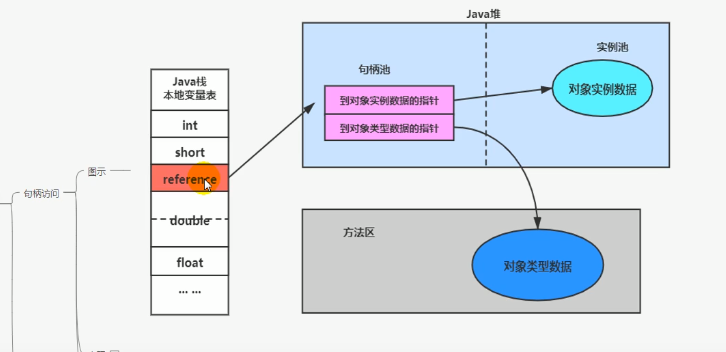 句柄访问
图示
Java栈
本地变量表
int
short
reference
double
float
... ...
Java堆
句柄池
到对象实例数据的指针
到对象类型数据的指针
实例池
对象实例数据
方法区
对象类型数据